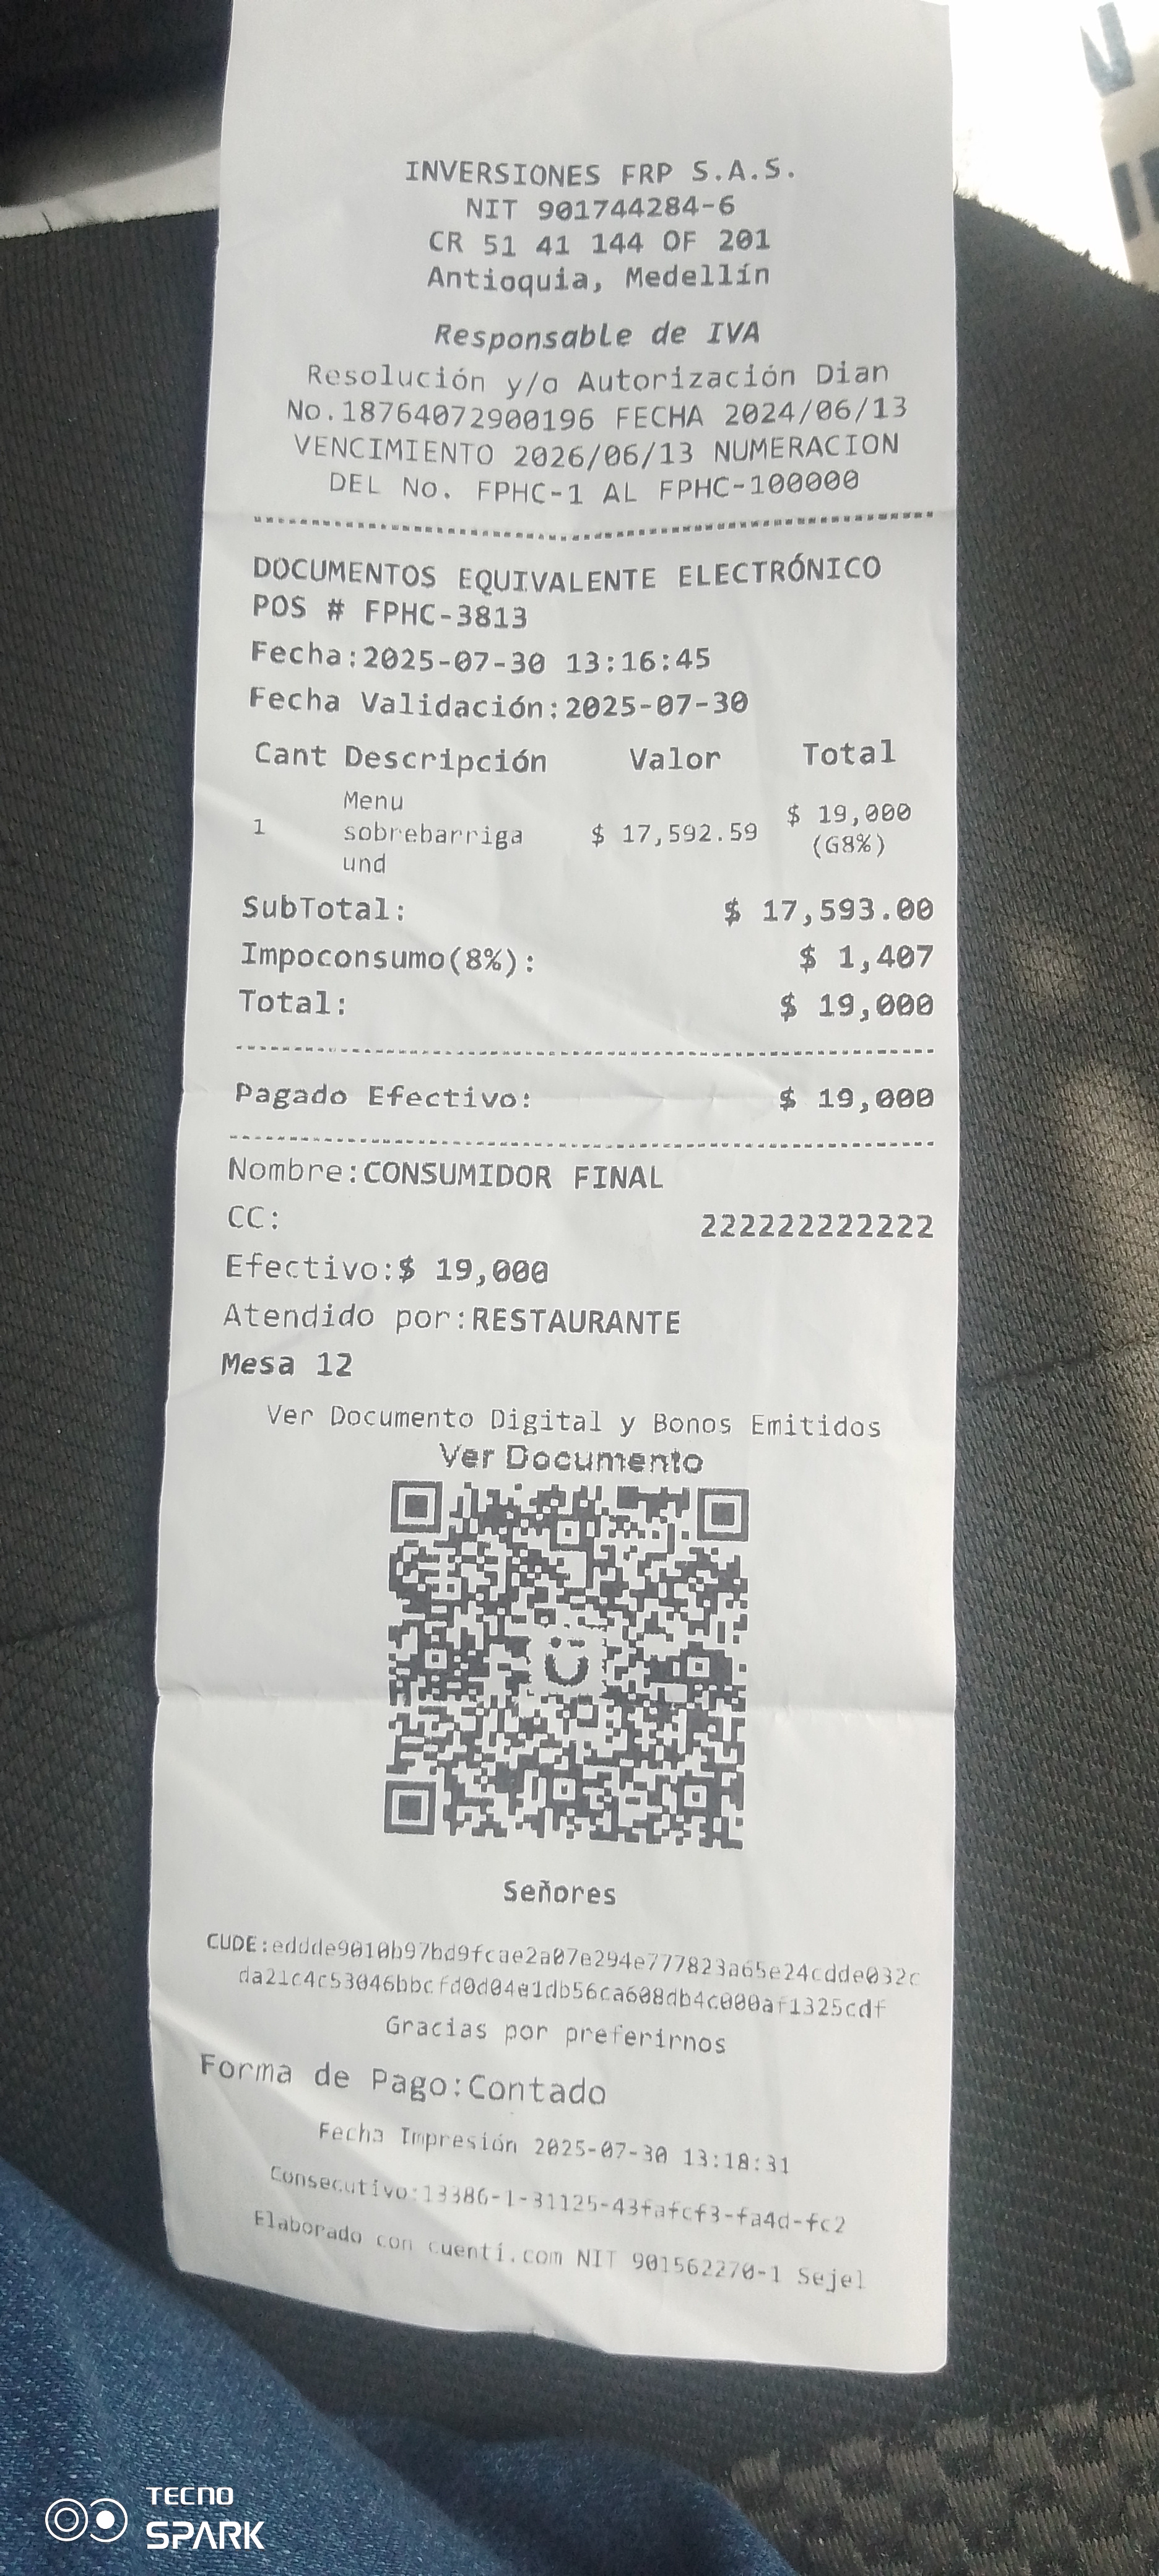 INVERSIONES FRP S.A.S.
NIT 901744284-6
CR 51 41 144 OF 201
Antioquia, Medellín
Responsable de IVA
Resolución y/o Autorización Dian
No.18764072900196 FECHA 2024/06/13
VENCIMIENTO 2026/06/13 NUMERACION
DEL No. FPHC-1 AL FPHC-100000
DOCUMENTOS EQUIVALENTE ELECTRÓNICO
POS # FPHC-3813
Fecha:2025-07-30 13:16:45
Fecha Validación:2025-07-30
Cant Descripción Valor Total
1 Menu sobrebarriga und $ 17,592.59 $ 19,000 (G8%)
SubTotal: $ 17,593.00
Impoconsumo(8%): $ 1,407
Total: $ 19,000
Pagado Efectivo: $ 19,000
Nombre:CONSUMIDOR FINAL
CC: 222222222222
Efectivo:$ 19,000
Atendido por:RESTAURANTE
Mesa 12
Ver Documento Digital y Bonos Emitidos
Ver Documento
Señores
CUDE:eddde9010b97bd9fcae2a07e294e777823a65e24cdde032c
da21c4c53046bbcfd0d04e1db56ca608db4c000af1325cdf
Gracias por preferirnos
Forma de Pago:Contado
Fecha Impresión 2025-07-30 13:18:31
Consecutivo:13386-1-31125-43fafcf3-fa4d-fc2
Elaborado con cuenti.com NIT 901562270-1 Sejel
TECNO
SPARK